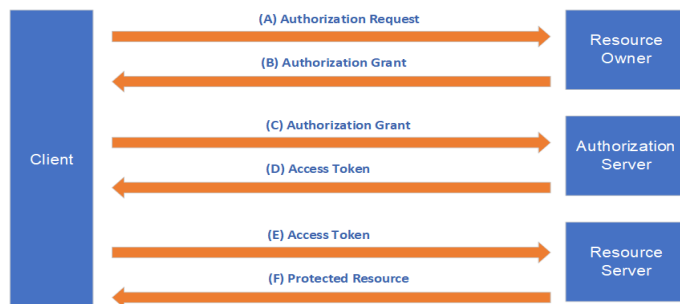 (A) Authorization Request
Resource
Owner
(B) Authorization Grant
(C) Authorization Grant
Client
Authorization
Server
(D) Access Token
(E) Access Token
Resource
Server
(F) Protected Resource